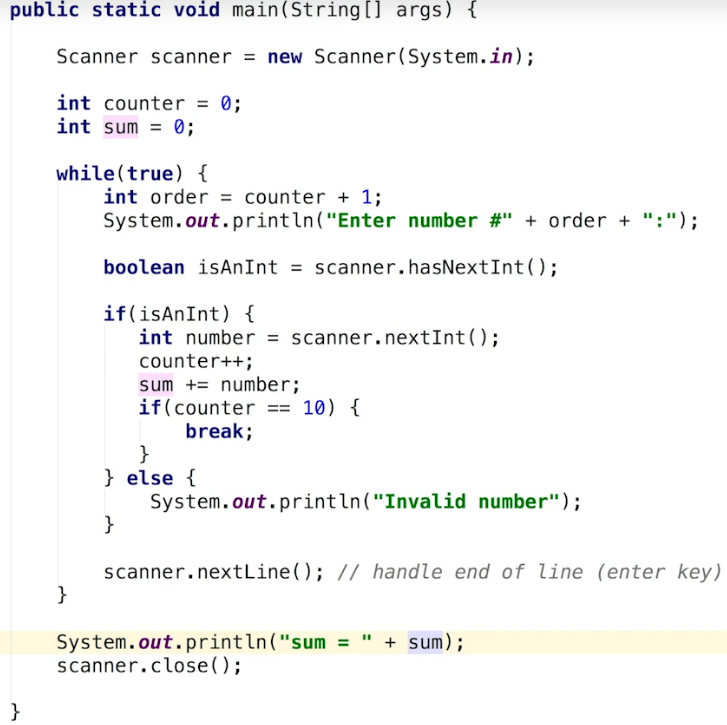 public static void main(String[] args) {
Scanner scanner = new Scanner(System.in);
int counter = 0;
int sum = 0;
while(true) {
int order = counter + 1;
System.out.println("Enter number #" + order + ":");
boolean isAnInt = scanner.hasNextInt();
if(isAnInt) {
int number = scanner.nextInt();
counter++;
sum += number;
if(counter == 10) {
break;
}
} else {
System.out.println("Invalid number");
}
scanner.nextLine(); // handle end of line (enter key)
}
System.out.println("sum = " + sum);
scanner.close();
}